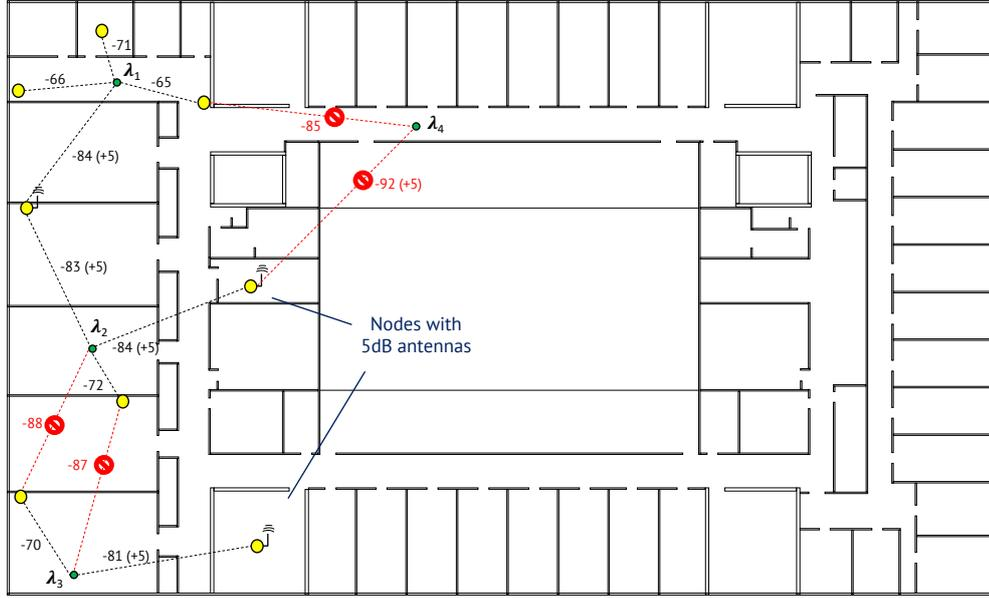 -71
λ1
-66
-65
-85
λ4
-84 (+5)
-92 (+5)
-83 (+5)
Nodes with
5dB antennas
λ2
-84 (+5)
-72
-88
-87
-70
-81 (+5)
λ3